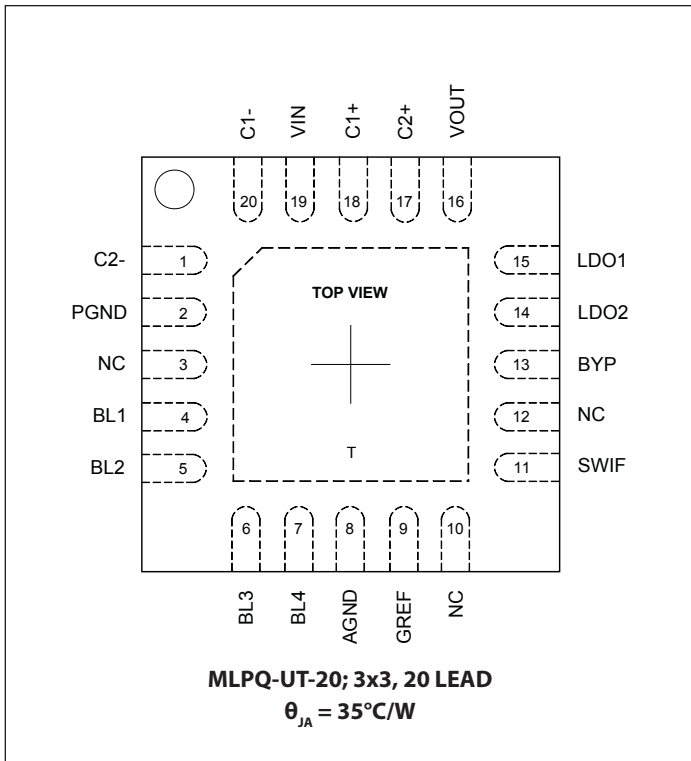 C1-
VIN
C1+
C2+
VOUT
20
19
18
17
16
C2-
1
PGND
2
NC
3
BL1
4
BL2
5
TOP VIEW
T
15
LDO1
14
LDO2
13
BYP
12
NC
11
SWIF
6
7
8
9
10
BL3
BL4
AGND
GREF
NC
MLPQ-UT-20; 3x3, 20 LEAD
θJA = 35°C/W